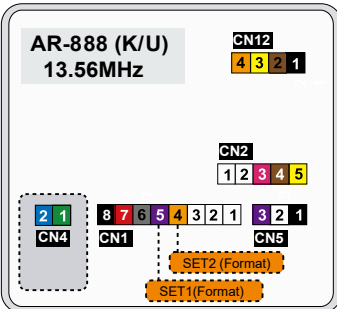 AR-888 (K/U)
13.56MHz
CN12
4 3 2 1
CN2
1 2 3 4 5
2 1
CN4
8 7 6 5 4 3 2 1
CN1
3 2 1
CN5
SET2 (Format)
SET1(Format)